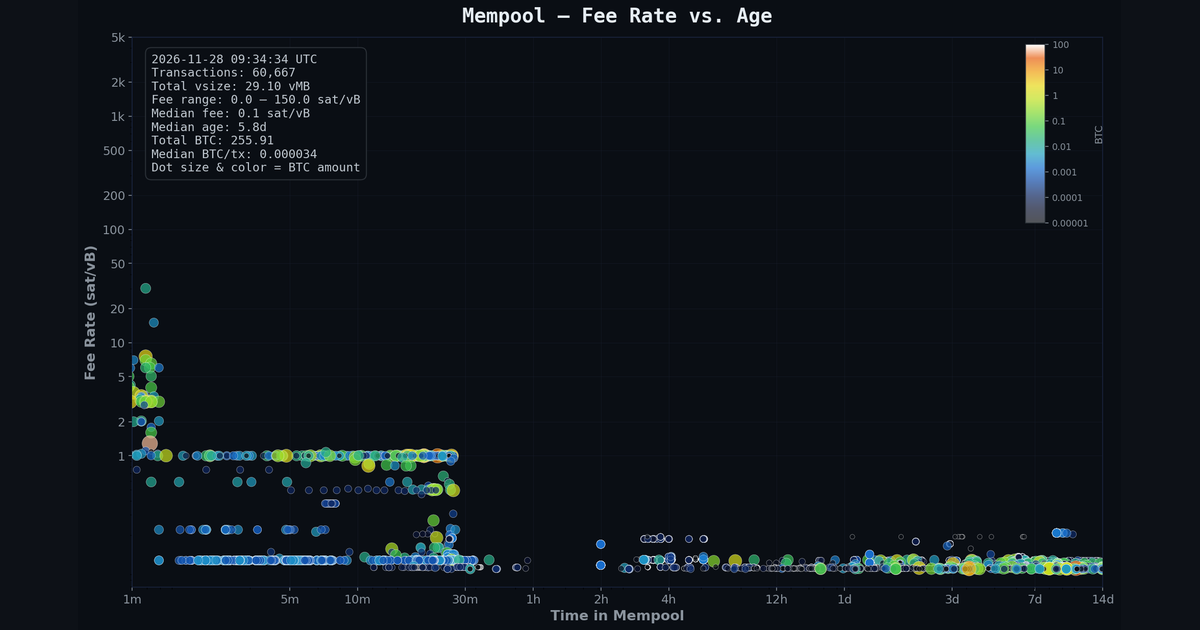 Mempool — Fee Rate vs. Age
2026-11-28 09:34:34 UTC
Transactions: 60,667
Total vsize: 29.10 vMB
Fee range: 0.0 — 150.0 sat/vB
Median fee: 0.1 sat/vB
Median age: 5.8d
Total BTC: 255.91
Median BTC/tx: 0.000034
Dot size & color = BTC amount
5k
2k
1k
500
200
100
50
20
10
5
2
1
Fee Rate (sat/vB)
100
10
1
0.1
0.01
0.001
0.0001
0.00001
BTC
1m
5m
10m
30m
1h
2h
4h
12h
1d
3d
7d
14d
Time in Mempool